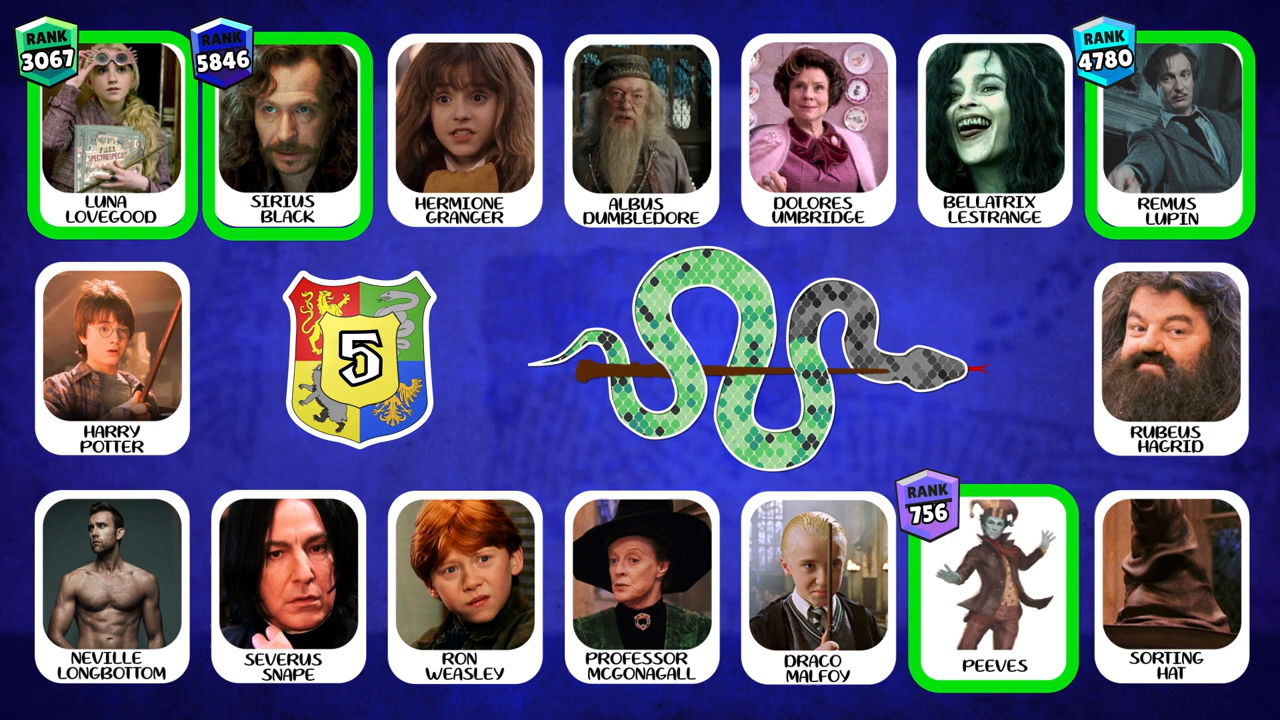 RANK
3067
RANK
5846
RANK
4780
FREE
SPECTRESPECS
LUNA
LOVEGOOD
SIRIUS
BLACK
HERMIONE
GRANGER
ALBUS
DUMBLEDORE
DOLORES
UMBRIDGE
BELLATRIX
LESTRANGE
REMUS
LUPIN
5
HARRY
POTTER
RUBEUS
HAGRID
RANK
756
NEVILLE
LONGBOTTOM
SEVERUS
SNAPE
RON
WEASLEY
PROFESSOR
MCGONAGALL
DRACO
MALFOY
PEEVES
SORTING
HAT